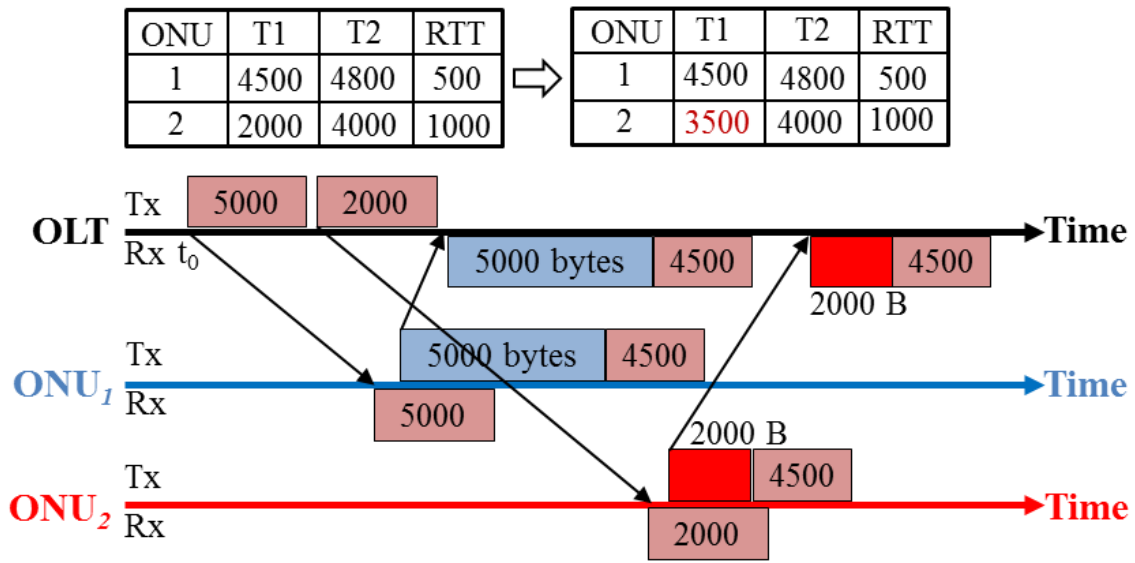 ONU T1 T2 RTT
1 4500 4800 500
2 2000 4000 1000
ONU T1 T2 RTT
1 4500 4800 500
2 3500 4000 1000
Tx 5000 2000
OLT Time
Rx t0 5000 bytes 4500 4500
2000 B
Tx 5000 bytes 4500
ONU1 Time
Rx 5000
2000 B
Tx 4500
ONU2 Time
Rx 2000